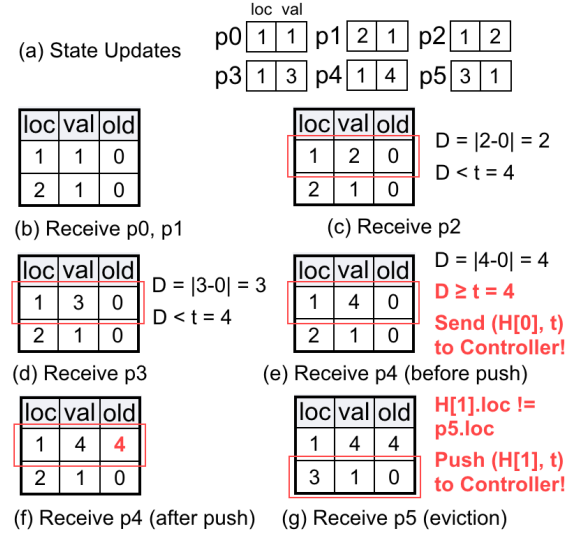 loc val
(a) State Updates
p0 1 1 p1 2 1 p2 1 2
p3 1 3 p4 1 4 p5 3 1
loc val old
1 1 0
2 1 0
(b) Receive p0, p1
loc val old
1 2 0
2 1 0
D = |2-0| = 2
D < t = 4
(c) Receive p2
loc val old
1 3 0
2 1 0
D = |3-0| = 3
D < t = 4
(d) Receive p3
loc val old
1 4 0
2 1 0
D = |4-0| = 4
D ≥ t = 4
Send (H[0], t)
to Controller!
(e) Receive p4 (before push)
loc val old
1 4 4
2 1 0
(f) Receive p4 (after push)
loc val old
1 4 4
3 1 0
H[1].loc !=
p5.loc
Push (H[1], t)
to Controller!
(g) Receive p5 (eviction)